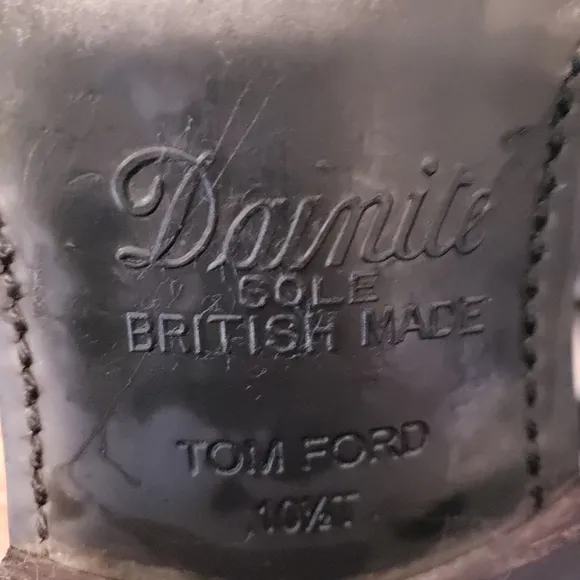 Dainite
SOLE
BRITISH MADE
TOM FORD
10½T